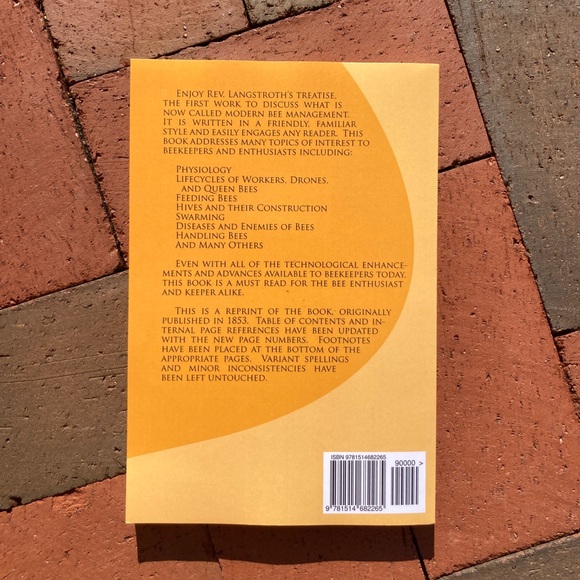 Enjoy Rev. Langstroth's treatise,
the first work to discuss what is
now called modern bee management.
It is written in a friendly, familiar
style and easily engages any reader. This
book addresses many topics of interest to
beekeepers and enthusiasts including:
Physiology
Lifecycles of Workers, Drones,
and Queen Bees
Feeding Bees
Hives and their Construction
Swarming
Diseases and Enemies of Bees
Handling Bees
And Many Others
Even with all of the technological enhance-
ments and advances available to beekeepers today,
this book is a must read for the bee enthusiast
and keeper alike.
This is a reprint of the book, originally
published in 1853. Table of contents and in-
ternal page references have been updated
with the new page numbers. Footnotes
have been placed at the bottom of the
appropriate pages. Variant spellings
and minor inconsistencies have
been left untouched.
ISBN 9781514682265
90000 >
9 781514 682265